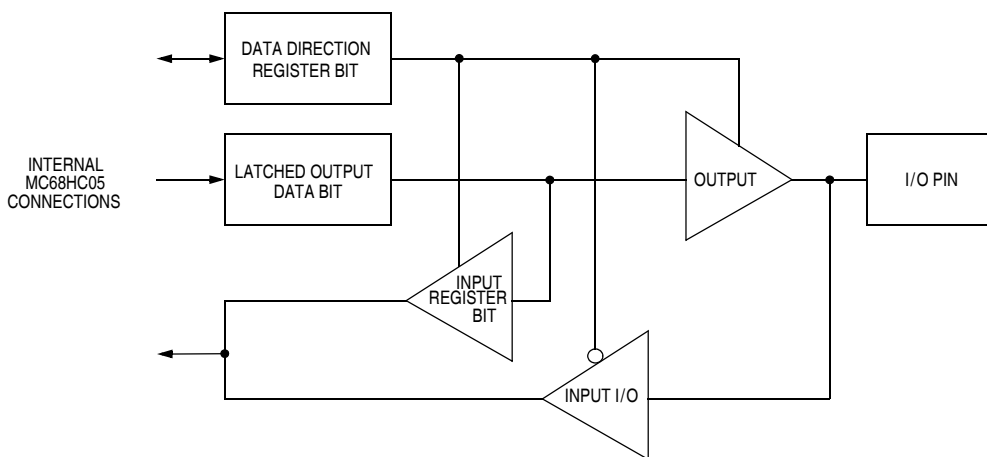 DATA DIRECTION
REGISTER BIT
INTERNAL
MC68HC05
CONNECTIONS
LATCHED OUTPUT
DATA BIT
OUTPUT
I/O PIN
INPUT
REGISTER
BIT
INPUT I/O